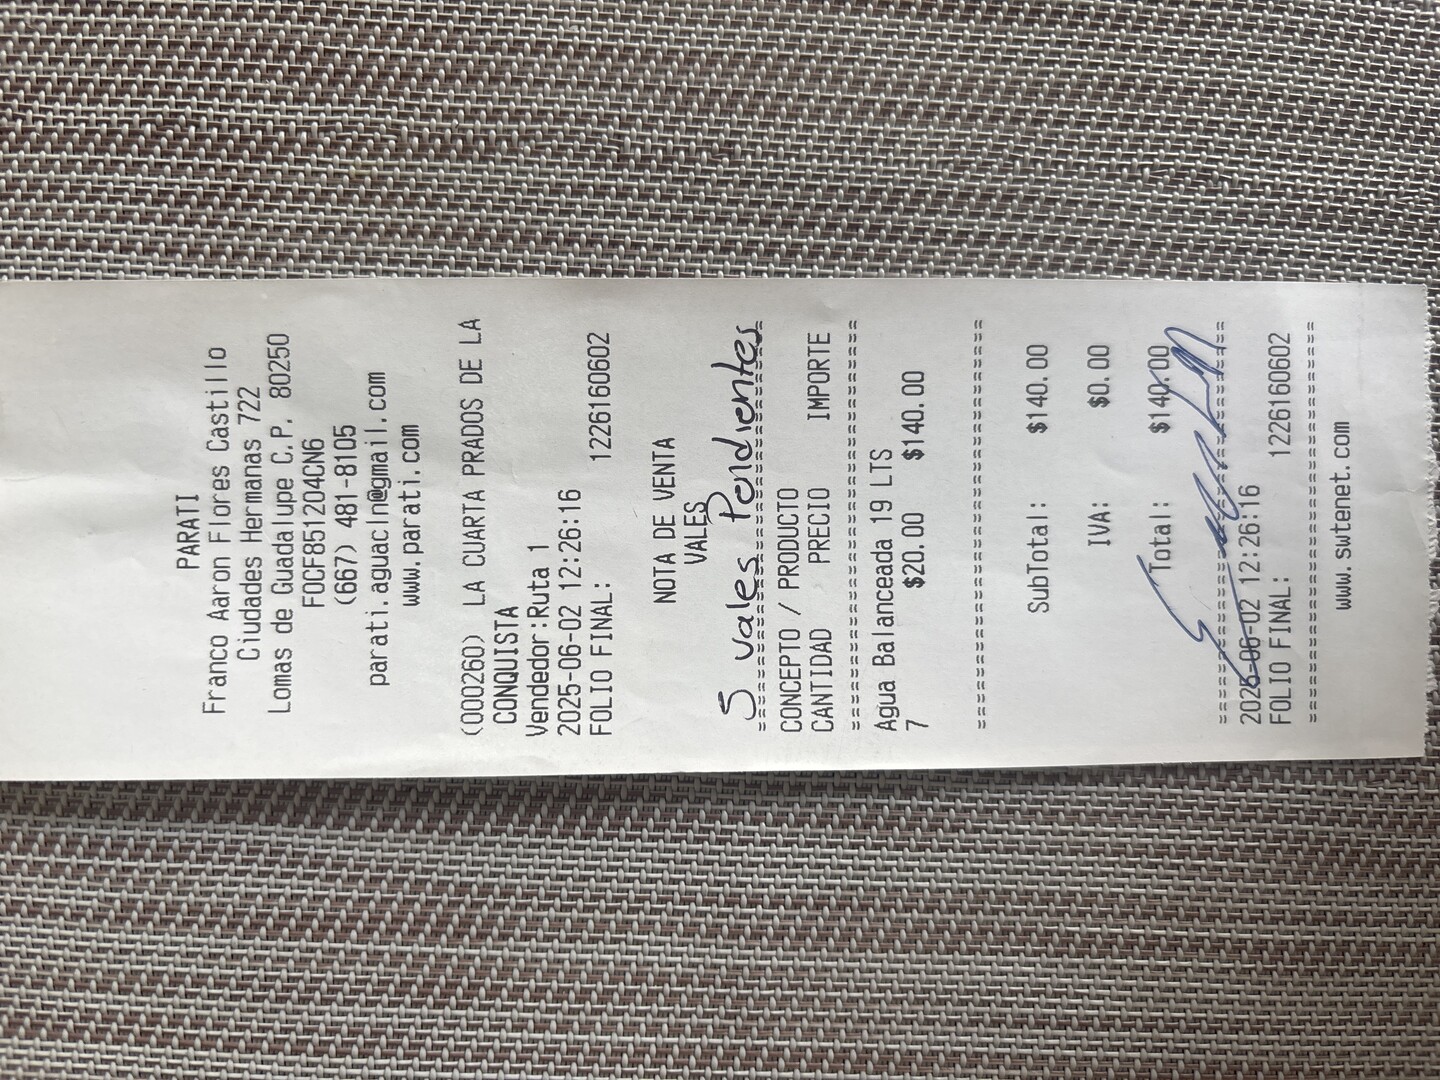 PARATI
Franco Aaron Flores Castillo
Ciudades Hermanas 722
Lomas de Guadalupe C.P. 80250
FOCF851204CN6
(667) 481-8105
parati.aguacln@gmail.com
www.parati.com
(000260) LA CUARTA PRADOS DE LA
CONQUISTA
Vendedor:Ruta 1
2025-06-02 12:26:16
FOLIO FINAL: 1226160602
NOTA DE VENTA
VALES
5 vales Pendientes
================================
CONCEPTO / PRODUCTO
CANTIDAD PRECIO IMPORTE
================================
Agua Balanceada 19 LTS
7 $20.00 $140.00
================================
SubTotal: $140.00
IVA: $0.00
Total: $140.00
================================
2025-06-02 12:26:16
FOLIO FINAL: 1226160602
================================
www.swtenet.com